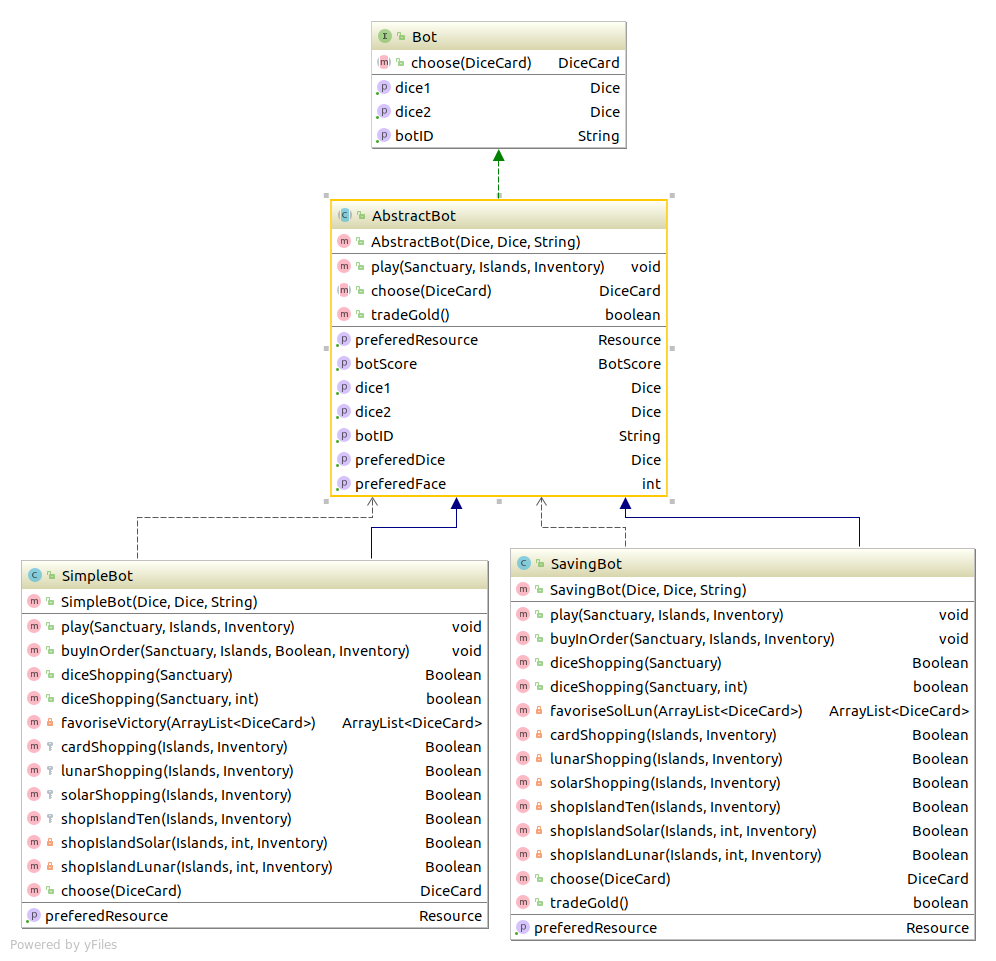 Bot
choose(DiceCard) DiceCard
dice1 Dice
dice2 Dice
botID String
AbstractBot
AbstractBot(Dice, Dice, String)
play(Sanctuary, Islands, Inventory) void
choose(DiceCard) DiceCard
tradeGold() boolean
preferedResource Resource
botScore BotScore
dice1 Dice
dice2 Dice
botID String
preferedDice Dice
preferedFace int
SimpleBot
SimpleBot(Dice, Dice, String)
play(Sanctuary, Islands, Inventory) void
buyInOrder(Sanctuary, Islands, Boolean, Inventory) void
diceShopping(Sanctuary) Boolean
diceShopping(Sanctuary, int) boolean
favoriseVictory(ArrayList<DiceCard>) ArrayList<DiceCard>
cardShopping(Islands, Inventory) Boolean
lunarShopping(Islands, Inventory) Boolean
solarShopping(Islands, Inventory) Boolean
shopIslandTen(Islands, Inventory) Boolean
shopIslandSolar(Islands, int, Inventory) Boolean
shopIslandLunar(Islands, int, Inventory) Boolean
choose(DiceCard) DiceCard
preferedResource Resource
SavingBot
SavingBot(Dice, Dice, String)
play(Sanctuary, Islands, Inventory) void
buyInOrder(Sanctuary, Islands, Inventory) void
diceShopping(Sanctuary) Boolean
diceShopping(Sanctuary, int) boolean
favoriseSolLun(ArrayList<DiceCard>) ArrayList<DiceCard>
cardShopping(Islands, Inventory) Boolean
lunarShopping(Islands, Inventory) Boolean
solarShopping(Islands, Inventory) Boolean
shopIslandTen(Islands, Inventory) Boolean
shopIslandSolar(Islands, int, Inventory) Boolean
shopIslandLunar(Islands, int, Inventory) Boolean
choose(DiceCard) DiceCard
tradeGold() boolean
preferedResource Resource
Powered by yFiles